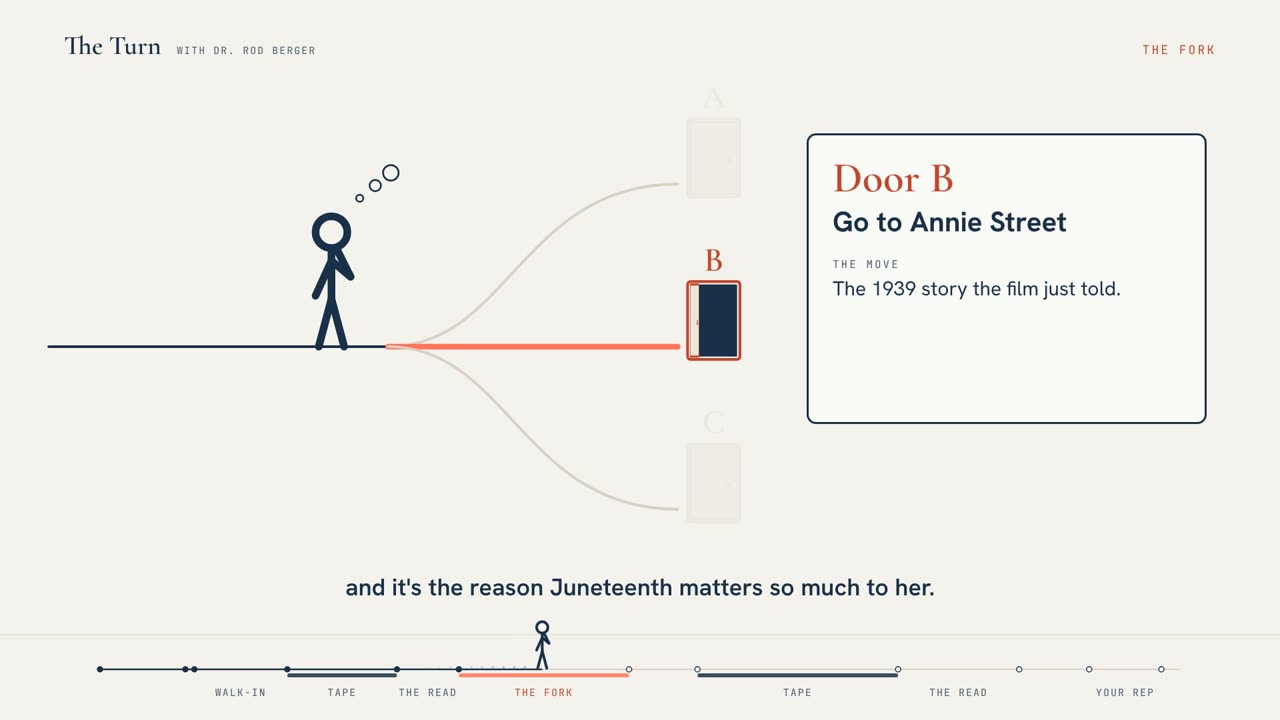 The Turn WITH DR. ROD BERGER
THE FORK
A
B
C
Door B
Go to Annie Street
THE MOVE
The 1939 story the film just told.
and it's the reason Juneteenth matters so much to her.
WALK-IN
TAPE
THE READ
THE FORK
TAPE
THE READ
YOUR REP